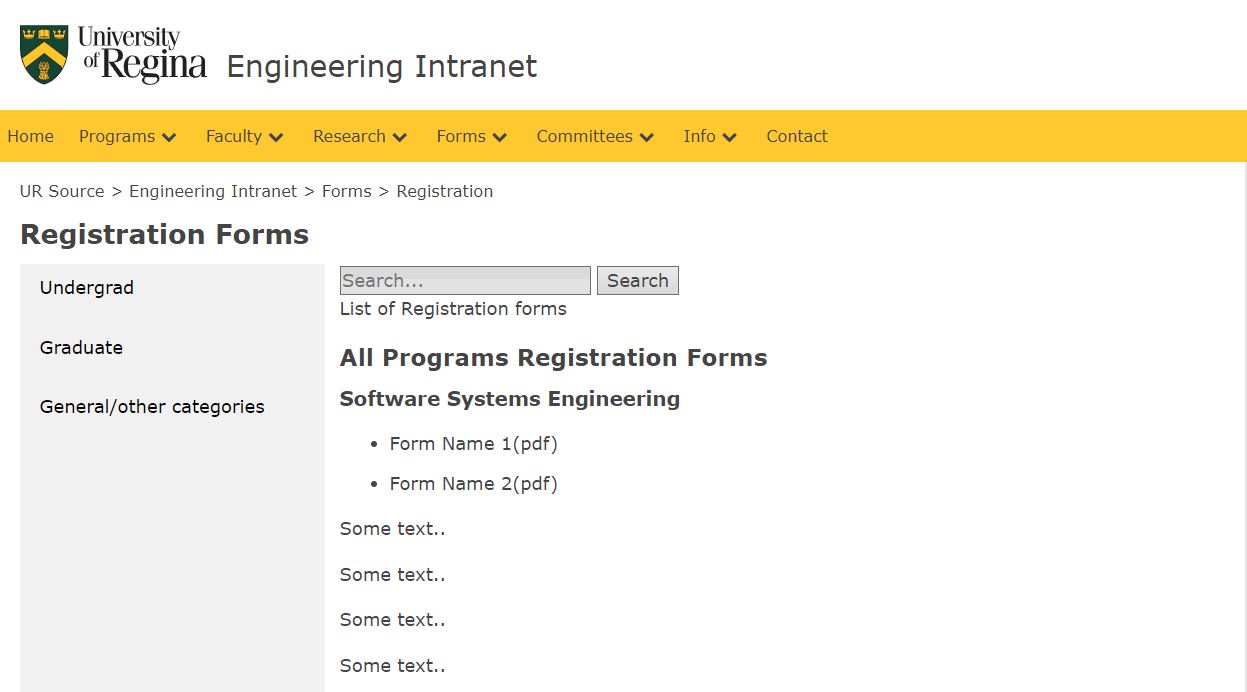 University
of Regina
Engineering Intranet
Home Programs Faculty Research Forms Committees Info Contact
UR Source > Engineering Intranet > Forms > Registration
Registration Forms
Undergrad
Graduate
General/other categories
Search... Search
List of Registration forms
All Programs Registration Forms
Software Systems Engineering
• Form Name 1(pdf)
• Form Name 2(pdf)
Some text..
Some text..
Some text..
Some text..